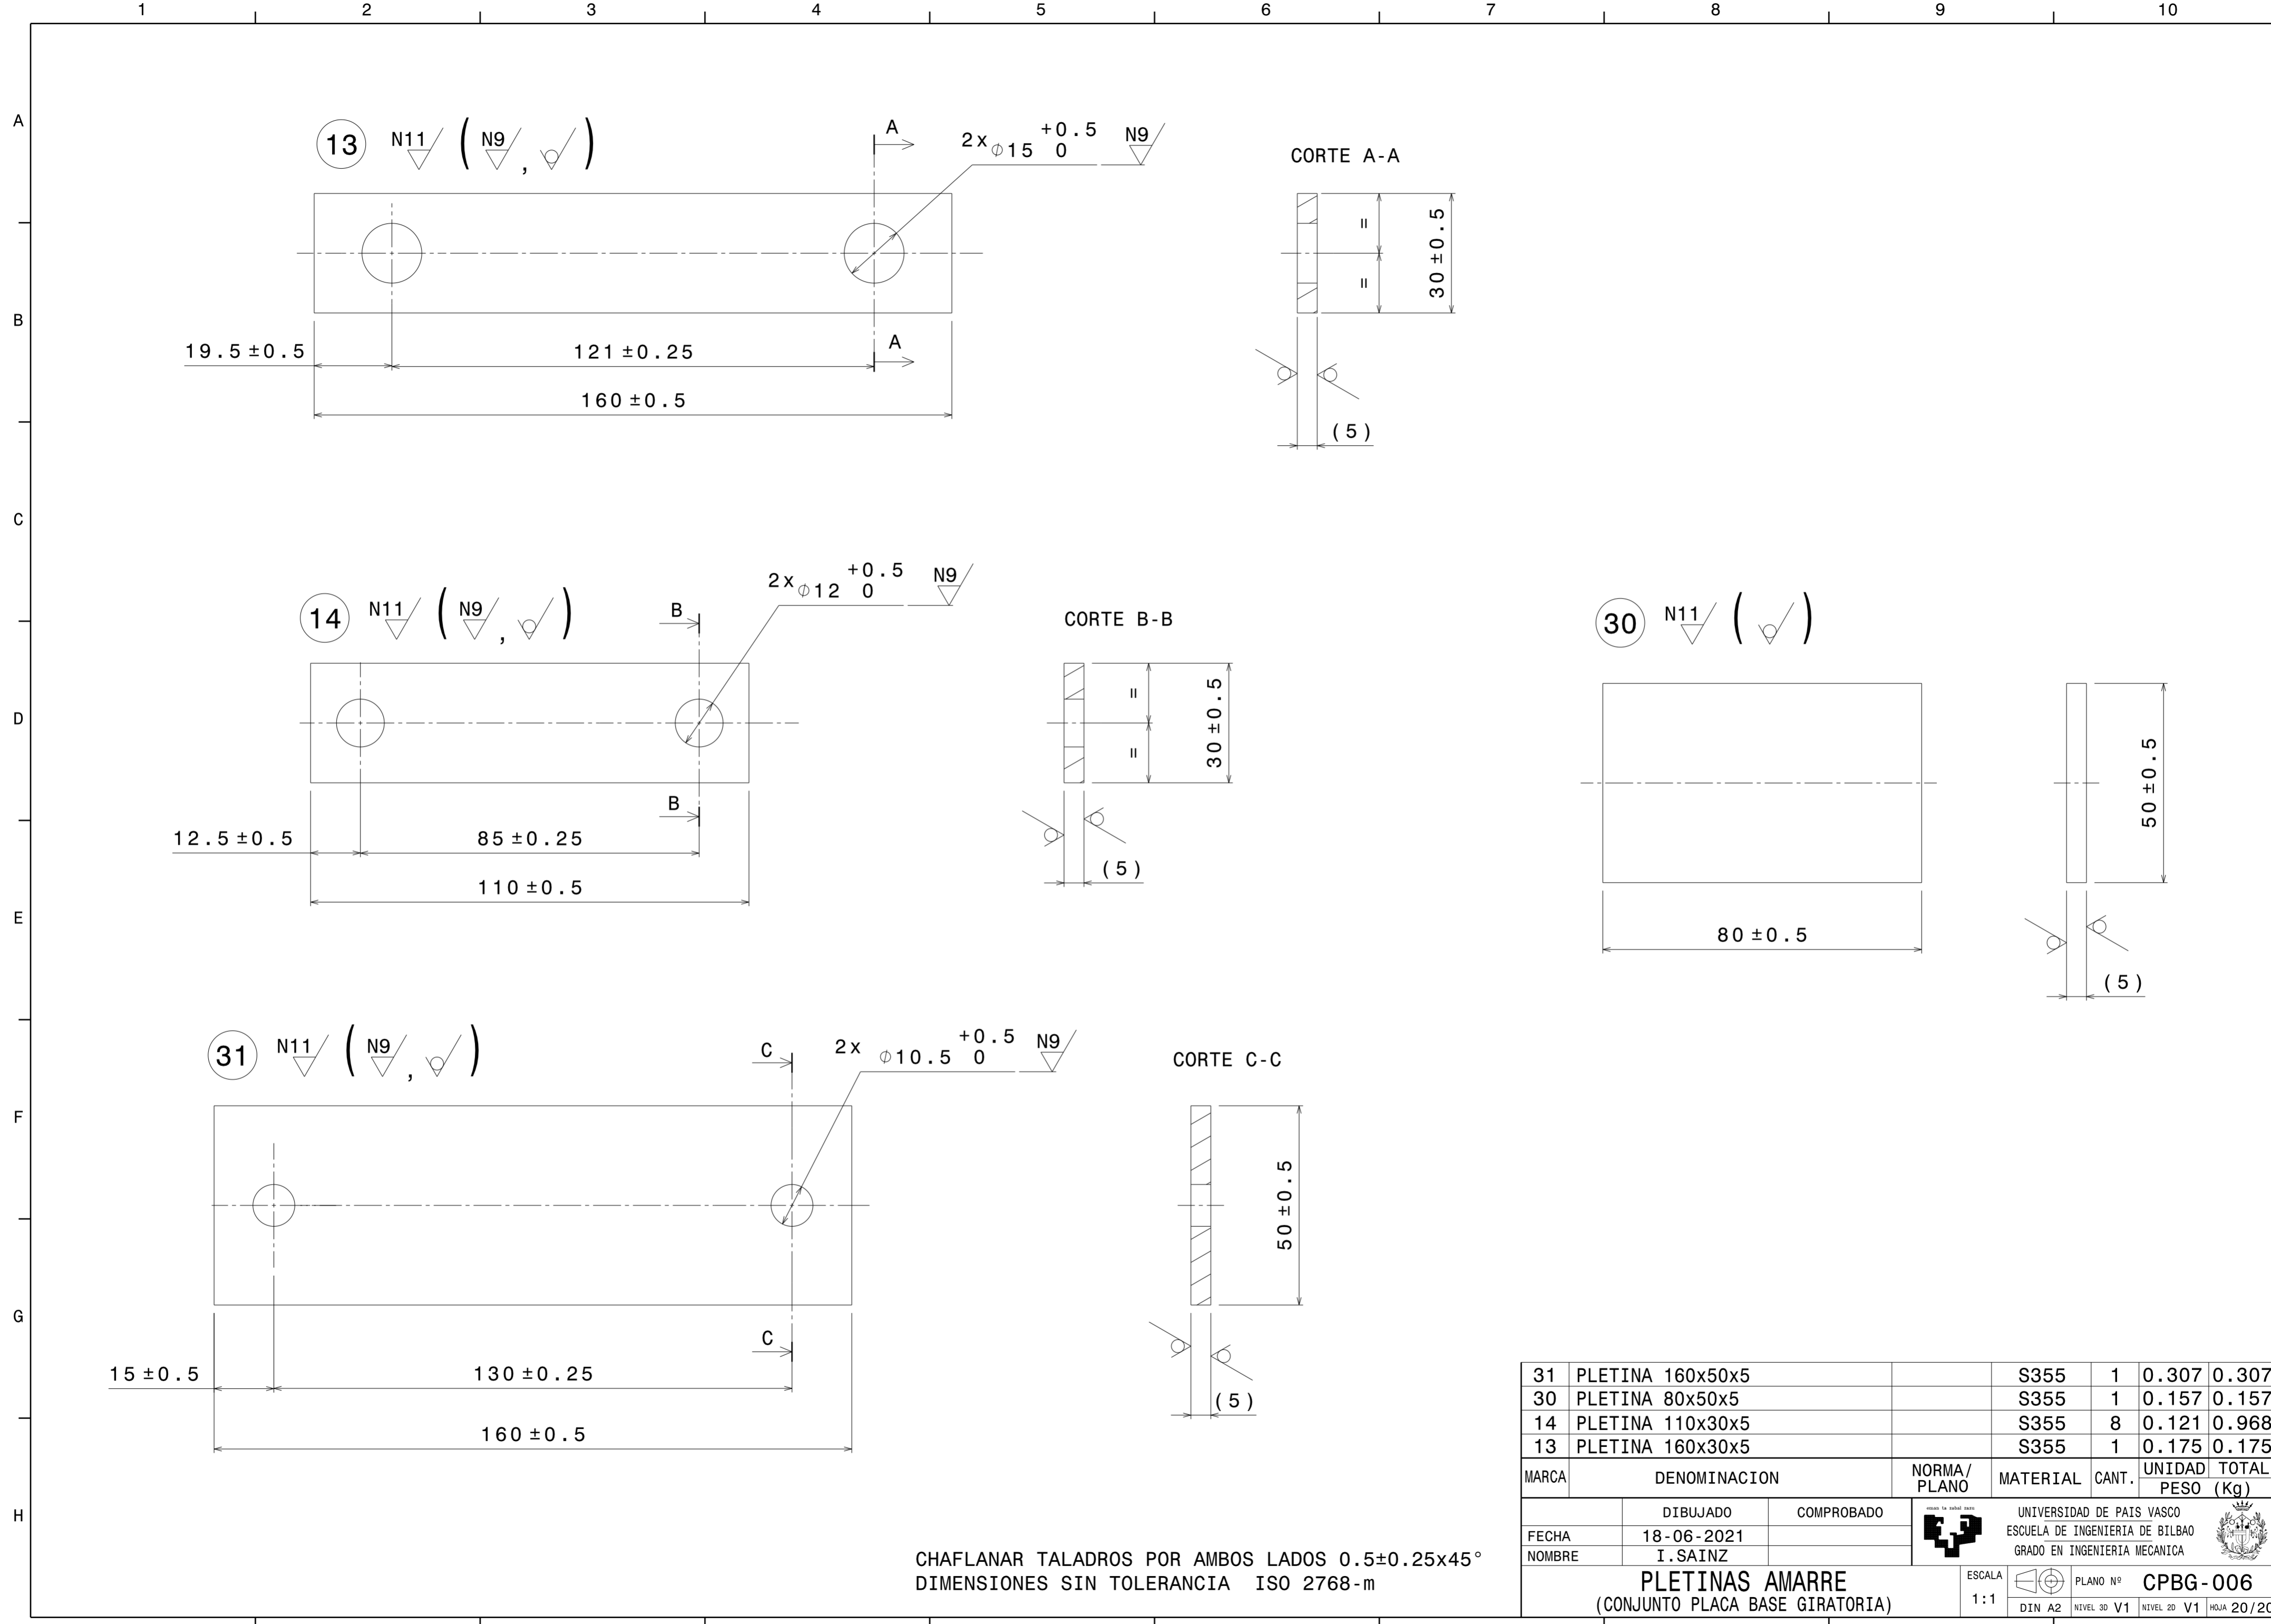 1 2 3 4 5 6 7 8 9 10
A
B
C
D
E
F
G
H
13 N11 ( N9 , )
A
2x ⌀15 +0.5 0 N9
CORTE A-A
=
=
30±0.5
19.5±0.5
121±0.25
A
160±0.5
(5)
14 N11 ( N9 , )
B
2x ⌀12 +0.5 0 N9
CORTE B-B
=
=
30±0.5
12.5±0.5
85±0.25
B
110±0.5
(5)
30 N11 ( )
50±0.5
80±0.5
(5)
31 N11 ( N9 , )
C
2x ⌀10.5 +0.5 0 N9
CORTE C-C
50±0.5
15±0.5
130±0.25
C
160±0.5
(5)
CHAFLANAR TALADROS POR AMBOS LADOS 0.5±0.25x45°
DIMENSIONES SIN TOLERANCIA ISO 2768-m
31 PLETINA 160x50x5 S355 1 0.307 0.307
30 PLETINA 80x50x5 S355 1 0.157 0.157
14 PLETINA 110x30x5 S355 8 0.121 0.968
13 PLETINA 160x30x5 S355 1 0.175 0.175
MARCA DENOMINACION NORMA/ PLANO MATERIAL CANT. UNIDAD TOTAL
PESO (Kg)
DIBUJADO COMPROBADO
FECHA 18-06-2021
NOMBRE I.SAINZ
UNIVERSIDAD DE PAIS VASCO
ESCUELA DE INGENIERIA DE BILBAO
GRADO EN INGENIERIA MECANICA
PLETINAS AMARRE
(CONJUNTO PLACA BASE GIRATORIA)
ESCALA
1:1
PLANO Nº CPBG-006
DIN A2 NIVEL 3D V1 NIVEL 2D V1 HOJA 20/20